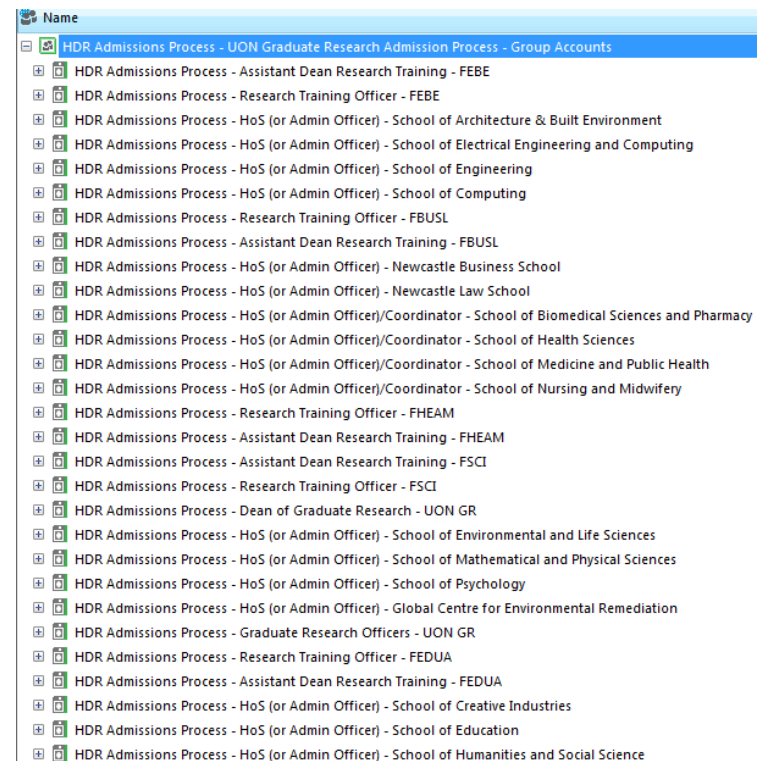 Name
HDR Admissions Process - UON Graduate Research Admission Process - Group Accounts
HDR Admissions Process - Assistant Dean Research Training - FEBE
HDR Admissions Process - Research Training Officer - FEBE
HDR Admissions Process - HoS (or Admin Officer) - School of Architecture & Built Environment
HDR Admissions Process - HoS (or Admin Officer) - School of Electrical Engineering and Computing
HDR Admissions Process - HoS (or Admin Officer) - School of Engineering
HDR Admissions Process - HoS (or Admin Officer) - School of Computing
HDR Admissions Process - Research Training Officer - FBUSL
HDR Admissions Process - Assistant Dean Research Training - FBUSL
HDR Admissions Process - HoS (or Admin Officer) - Newcastle Business School
HDR Admissions Process - HoS (or Admin Officer) - Newcastle Law School
HDR Admissions Process - HoS (or Admin Officer)/Coordinator - School of Biomedical Sciences and Pharmacy
HDR Admissions Process - HoS (or Admin Officer)/Coordinator - School of Health Sciences
HDR Admissions Process - HoS (or Admin Officer)/Coordinator - School of Medicine and Public Health
HDR Admissions Process - HoS (or Admin Officer)/Coordinator - School of Nursing and Midwifery
HDR Admissions Process - Research Training Officer - FHEAM
HDR Admissions Process - Assistant Dean Research Training - FHEAM
HDR Admissions Process - Assistant Dean Research Training - FSCI
HDR Admissions Process - Research Training Officer - FSCI
HDR Admissions Process - Dean of Graduate Research - UON GR
HDR Admissions Process - HoS (or Admin Officer) - School of Environmental and Life Sciences
HDR Admissions Process - HoS (or Admin Officer) - School of Mathematical and Physical Sciences
HDR Admissions Process - HoS (or Admin Officer) - School of Psychology
HDR Admissions Process - HoS (or Admin Officer) - Global Centre for Environmental Remediation
HDR Admissions Process - Graduate Research Officers - UON GR
HDR Admissions Process - Research Training Officer - FEDUA
HDR Admissions Process - Assistant Dean Research Training - FEDUA
HDR Admissions Process - HoS (or Admin Officer) - School of Creative Industries
HDR Admissions Process - HoS (or Admin Officer) - School of Education
HDR Admissions Process - HoS (or Admin Officer) - School of Humanities and Social Science